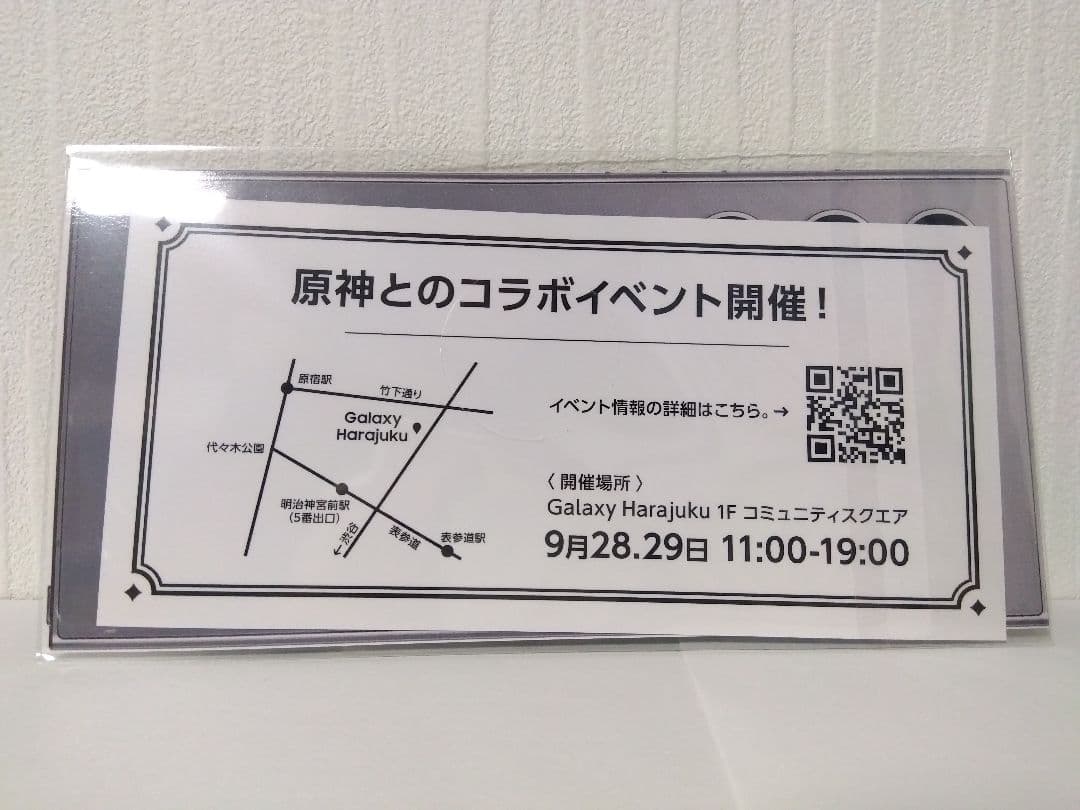 原神とのコラボイベント開催!
原宿駅
竹下通り
Galaxy
Harajuku
代々木公園
明治神宮前駅
(5番出口)
←渋谷
表参道
表参道駅
イベント情報の詳細はこちら。→
〈 開催場所 〉
Galaxy Harajuku 1F コミュニティスクエア
9月28.29日 11:00-19:00